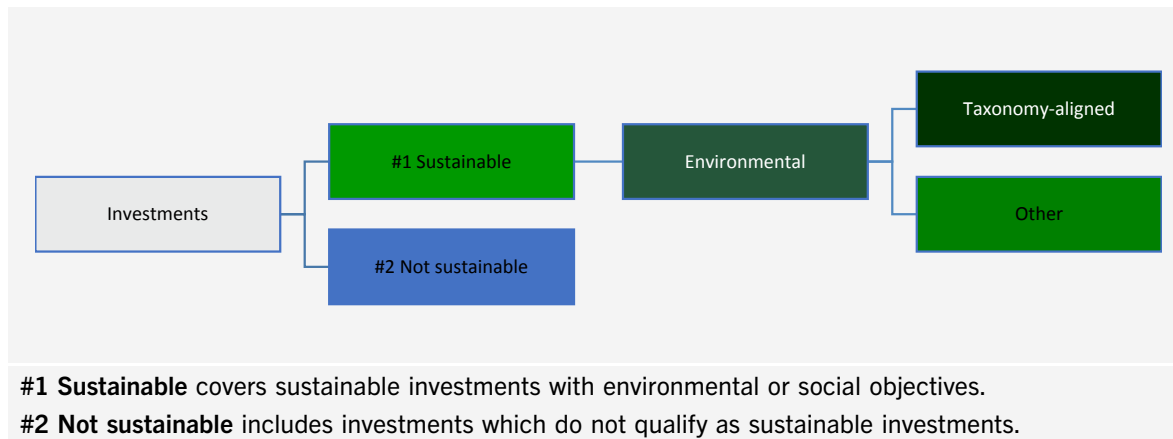 Taxonomy-aligned
#1 Sustainable
Environmental
Investments
Other
#2 Not sustainable
#1 Sustainable covers sustainable investments with environmental or social objectives.
#2 Not sustainable includes investments which do not qualify as sustainable investments.